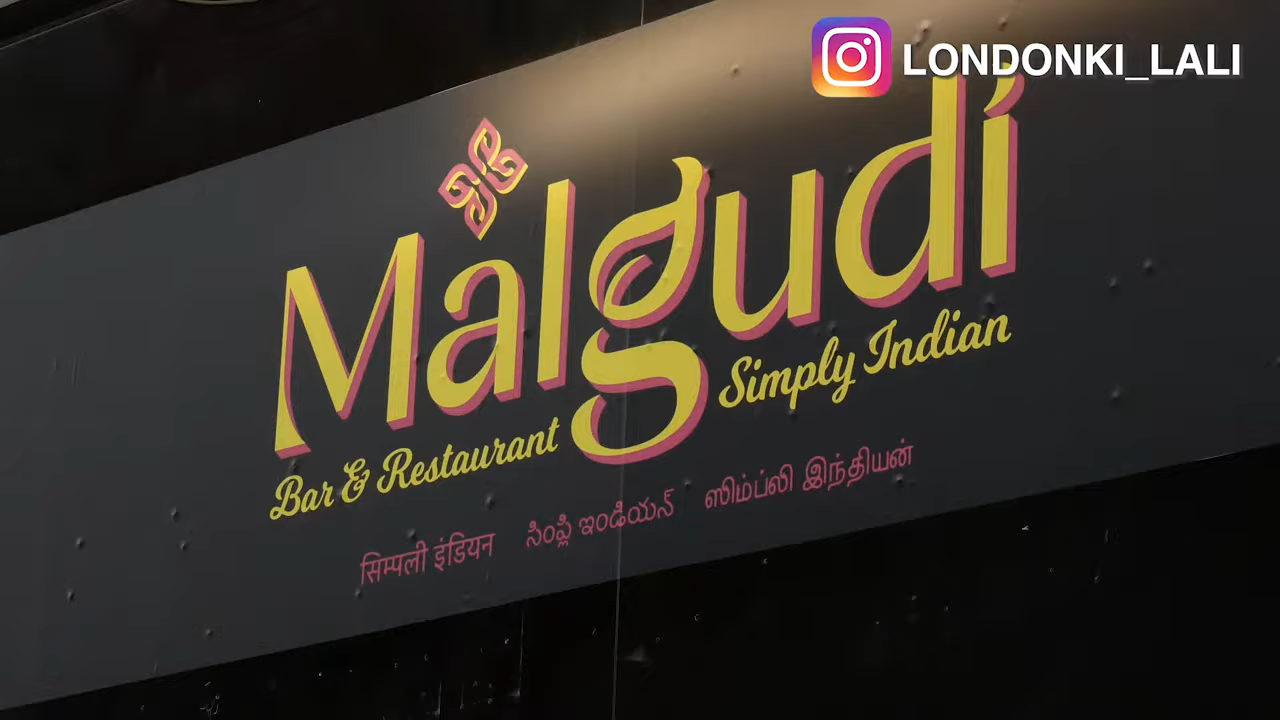 LONDONKI_LALI
Malgudi
Bar & Restaurant Simply Indian
सिम्पली इंडियन సింప్లి ఇండియన్ ஸிம்ப்லி இந்தியன்